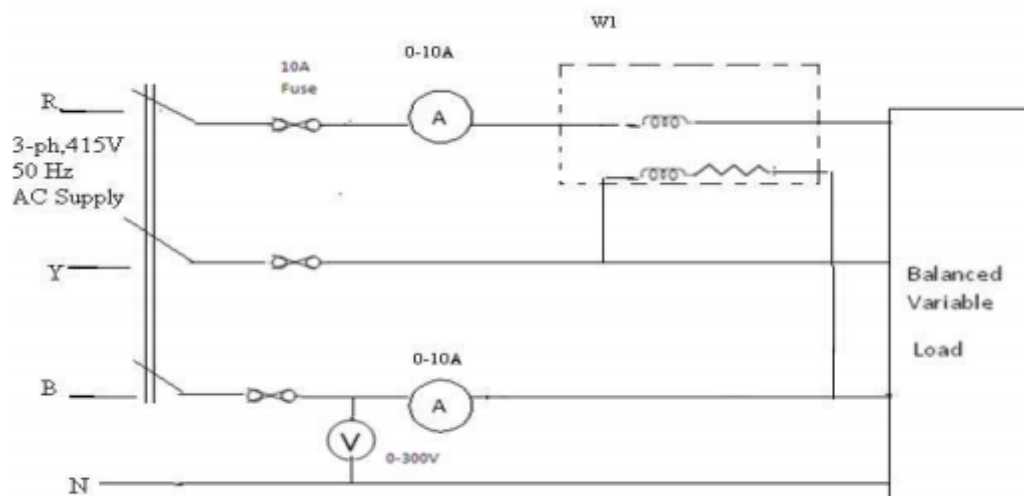 W1
0-10A
10A
Fuse
R
A
3-ph,415V
50 Hz
AC Supply
Y
Balanced
Variable
Load
0-10A
B
A
V
0-300V
N